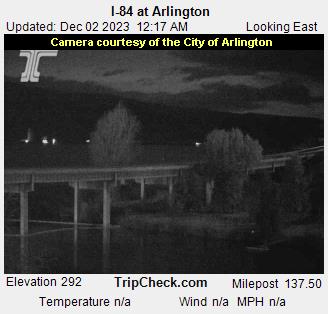 I-84 at Arlington
Updated: Dec 02 2023 12:17 AM Looking East
Camera courtesy of the City of Arlington
Elevation 292 TripCheck.com Milepost 137.50
Temperature n/a Wind n/a MPH n/a